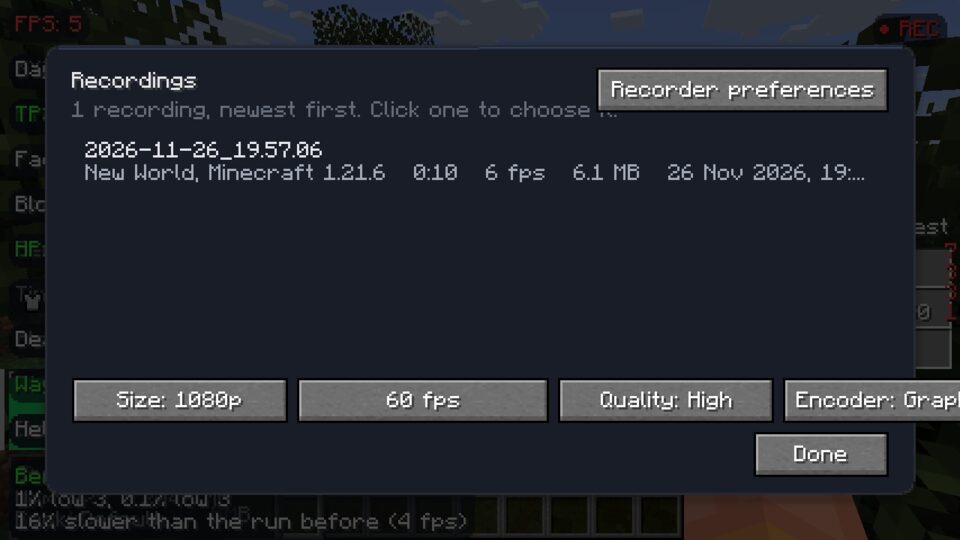 FPS: 5
REC
Recordings
Recorder preferences
1 recording, newest first. Click one to choose
2026-11-26_19.57.06
New World, Minecraft 1.21.6 0:10 6 fps 6.1 MB 26 Nov 2026, 19:...
Size: 1080p
60 fps
Quality: High
Encoder: Grap
Done
1% low 3, 0.1% low 3
16% slower than the run before (4 fps)